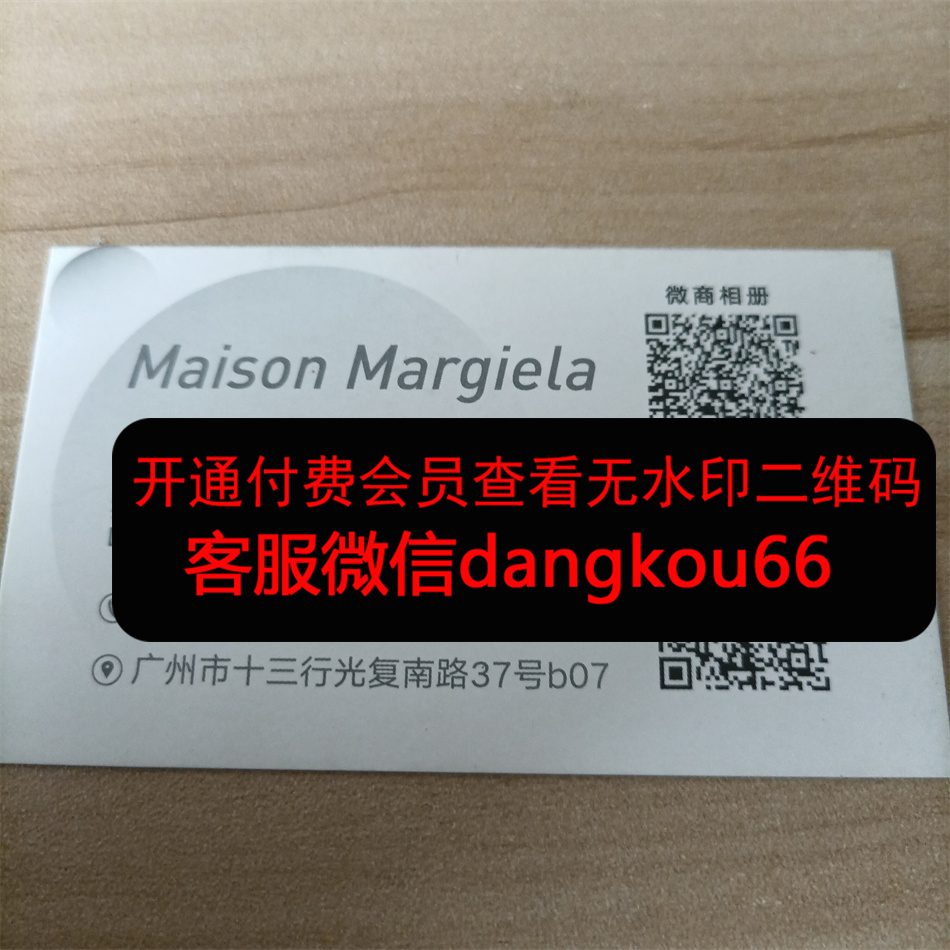 Maison Margiela
微商相册
开通付费会员查看无水印二维码
客服微信dangkou66
广州市十三行光复南路37号b07